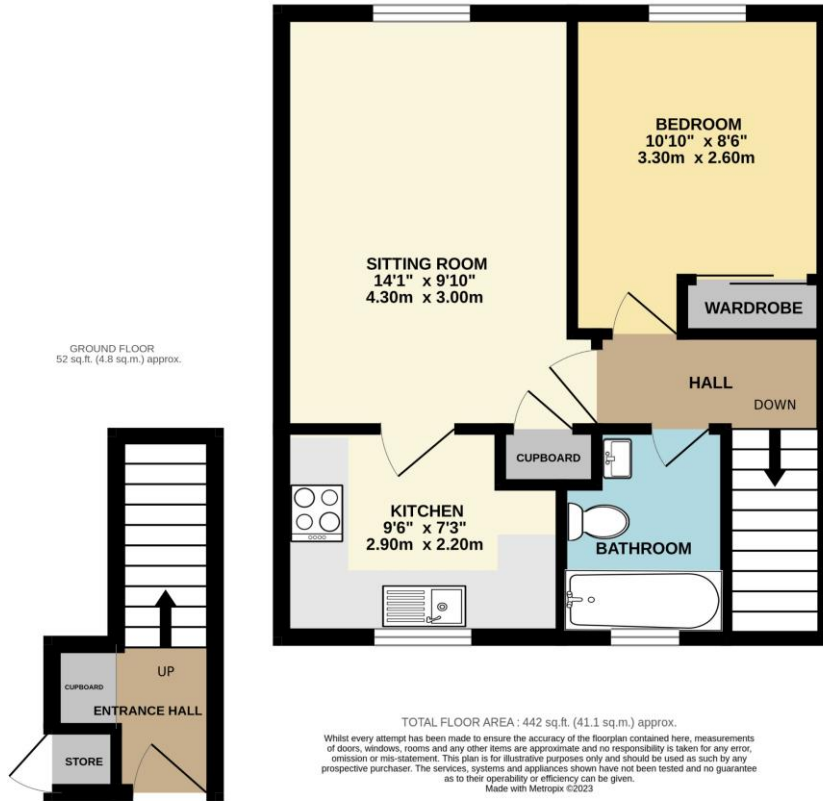 BEDROOM
10'10" x 8'6"
3.30m x 2.60m
SITTING ROOM
14'1" x 9'10"
4.30m x 3.00m
WARDROBE
GROUND FLOOR
52 sq.ft. (4.8 sq.m.) approx.
HALL
DOWN
CUPBOARD
KITCHEN
9'6" x 7'3"
2.90m x 2.20m
BATHROOM
UP
CUPBOARD
ENTRANCE HALL
STORE
TOTAL FLOOR AREA : 442 sq.ft. (41.1 sq.m.) approx.
Whilst every attempt has been made to ensure the accuracy of the floorplan contained here, measurements
of doors, windows, rooms and any other items are approximate and no responsibility is taken for any error,
omission or mis-statement. This plan is for illustrative purposes only and should be used as such by any
prospective purchaser. The services, systems and appliances shown have not been tested and no guarantee
as to their operability or efficiency can be given.
Made with Metropix ©2023